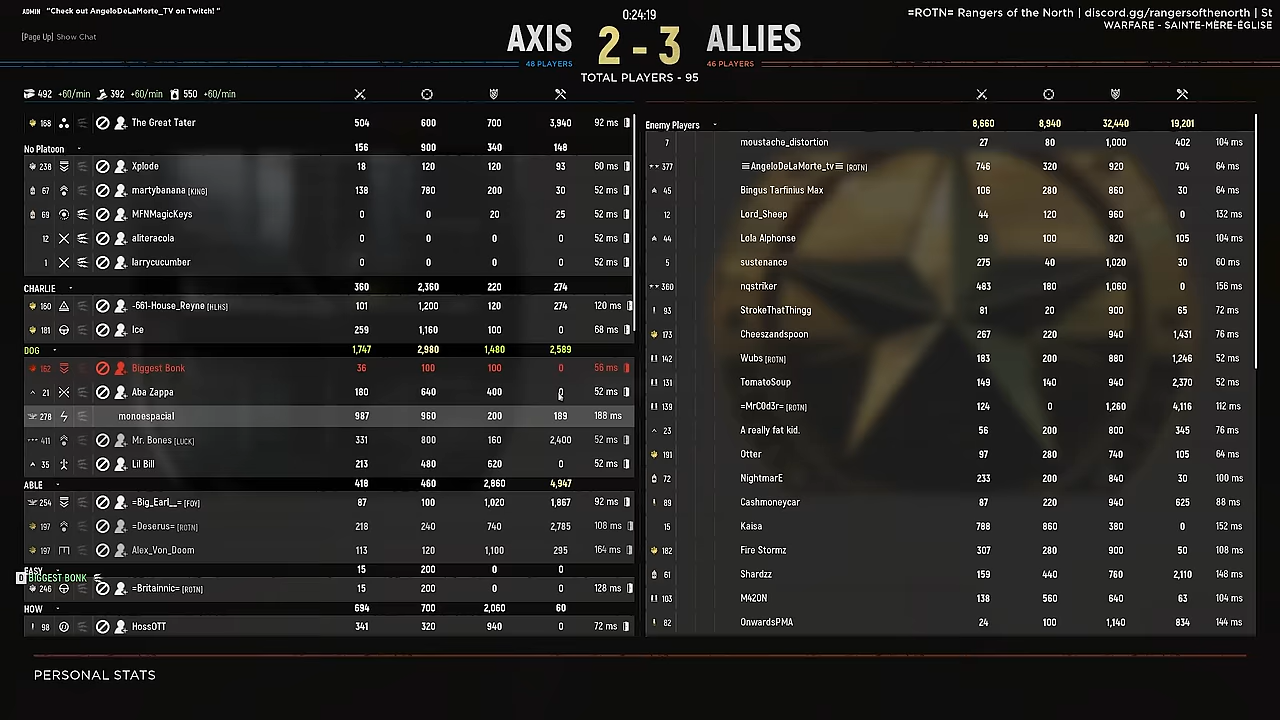 ADMIN "Check out AngeloDeLaMorte_TV on Twitch! "
[Page Up] Show Chat
0:24:19
AXIS 2 - 3 ALLIES
48 PLAYERS 46 PLAYERS
TOTAL PLAYERS - 95
=ROTN= Rangers of the North | discord.gg/rangersofthenorth | St
WARFARE - SAINTE-MÈRE-ÉGLISE
492 +60/min 392 +60/min 550 +60/min
168 The Great Tater 504 600 700 3,940 92 ms
No Platoon - 156 900 340 148
238 Xplode 18 120 120 93 60 ms
67 martybanana [KING] 138 780 200 30 52 ms
69 MFNMagicKeys 0 0 20 25 52 ms
12 aliteracola 0 0 0 0 52 ms
1 larrycucumber 0 0 0 0 52 ms
CHARLIE - 360 2,360 220 274
160 -661-House_Reyne [HLHS] 101 1,200 120 274 120 ms
181 Ice 259 1,160 100 0 68 ms
DOG - 1,747 2,980 1,480 2,589
162 Biggest Bonk 36 100 100 0 56 ms
21 Aba Zappa 180 640 400 0 52 ms
278 monoespacial 987 960 200 189 188 ms
411 Mr. Bones [LUCK] 331 800 160 2,400 52 ms
35 Lil Bill 213 480 620 0 52 ms
ABLE - 418 460 2,860 4,947
254 =Big_Earl__= [FOY] 87 100 1,020 1,867 92 ms
197 =Deserus= [ROTN] 218 240 740 2,785 108 ms
197 Alex_Von_Doom 113 120 1,100 295 164 ms
EASY - 15 200 0 0
D BIGGEST BONK
246 =Britainnic= [ROTN] 15 200 0 0 128 ms
HOW - 694 700 2,060 60
98 HossOTT 341 320 940 0 72 ms
Enemy Players - 8,660 8,940 32,440 19,201
7 moustache_distortion 27 80 1,000 402 104 ms
377 ☰AngeloDeLaMorte_tv☰ [ROTN] 746 320 920 704 64 ms
45 Bingus Tarfinius Max 106 280 860 30 64 ms
12 Lord_Sheep 44 120 960 0 132 ms
44 Lola Alphonse 99 100 820 105 104 ms
5 sustenance 275 40 1,020 30 60 ms
360 nqstriker 483 180 1,060 0 156 ms
93 StrokeThatThingg 81 20 900 65 72 ms
173 Cheeszandspoon 267 220 940 1,431 76 ms
142 Wubs [ROTN] 183 200 880 1,246 52 ms
131 TomatoSoup 149 140 940 2,370 52 ms
139 =MrC0d3r= [ROTN] 124 0 1,260 4,116 112 ms
23 A really fat kid. 56 200 800 345 76 ms
191 Otter 97 280 740 105 64 ms
72 NightmarE 233 200 840 30 100 ms
89 Cashmoneycar 87 220 940 625 88 ms
15 Kaisa 788 860 380 0 152 ms
182 Fire Stormz 307 280 900 50 108 ms
61 Shardzz 159 440 760 2,110 148 ms
103 M420N 138 560 640 63 104 ms
82 OnwardsPMA 24 100 1,140 834 144 ms
PERSONAL STATS